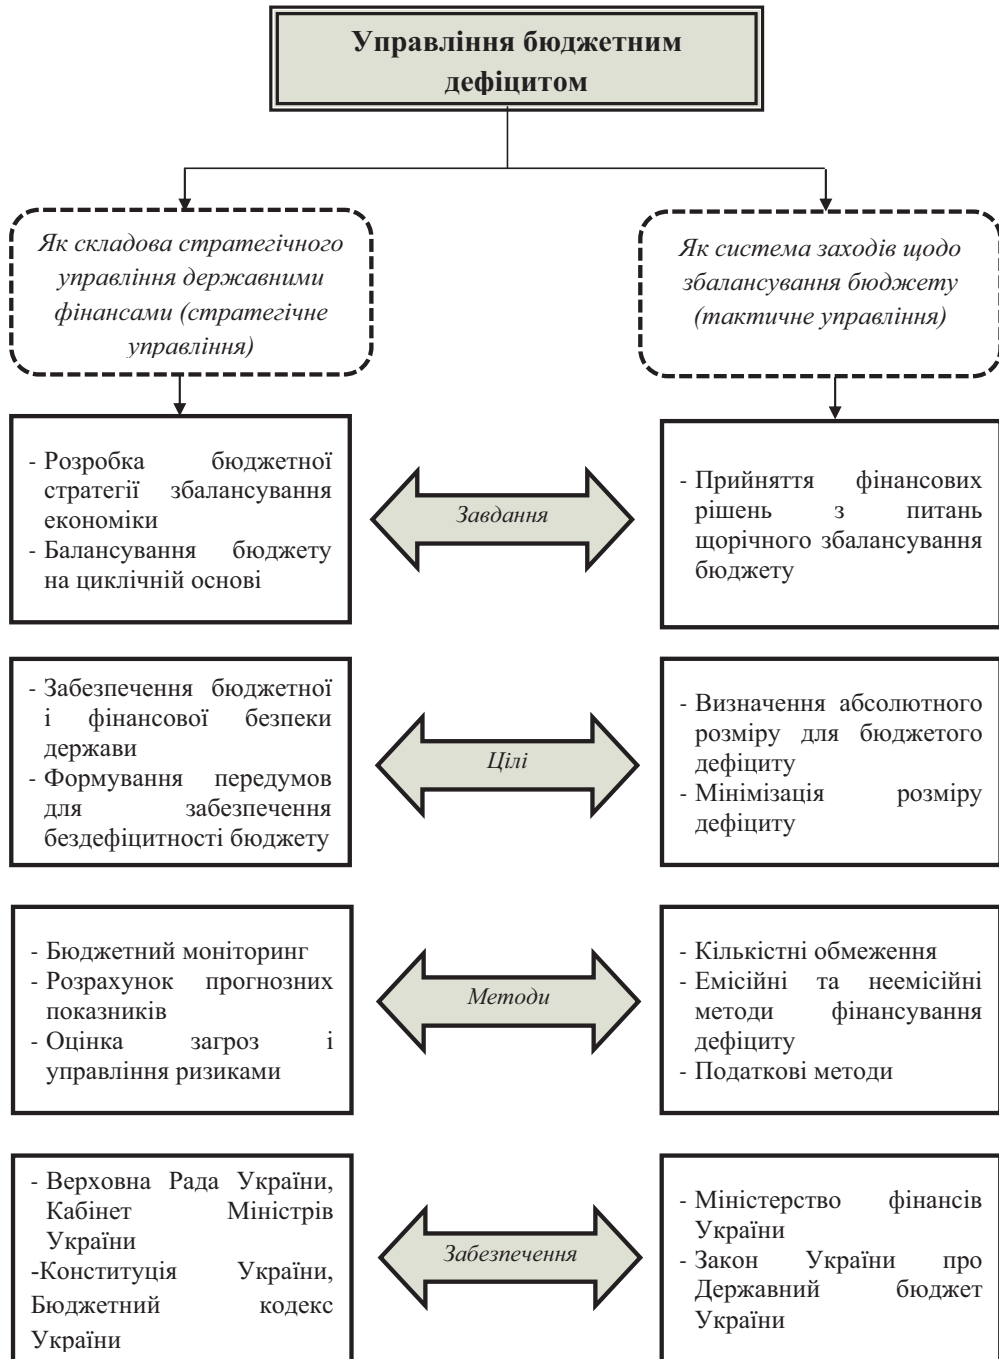 Управління бюджетним
дефіцитом
Як складова стратегічного
управління державними
фінансами (стратегічне
управління)
Як система заходів щодо
збалансування бюджету
(тактичне управління)
- Розробка бюджетної
стратегії збалансування
економіки
- Балансування бюджету
на циклічній основі
Завдання
- Прийняття фінансових
рішень з питань
щорічного збалансування
бюджету
- Забезпечення бюджетної
і фінансової безпеки
держави
- Формування передумов
для забезпечення
бездефіцитності бюджету
Цілі
- Визначення абсолютного
розміру для бюджетого
дефіциту
- Мінімізація розміру
дефіциту
- Бюджетний моніторинг
- Розрахунок прогнозних
показників
- Оцінка загроз і
управління ризиками
Методи
- Кількістні обмеження
- Емісійні та неемісійні
методи фінансування
дефіциту
- Податкові методи
- Верховна Рада України,
Кабінет Міністрів
України
-Конституція України,
Бюджетний кодекс
України
Забезпечення
- Міністерство фінансів
України
- Закон України про
Державний бюджет
України